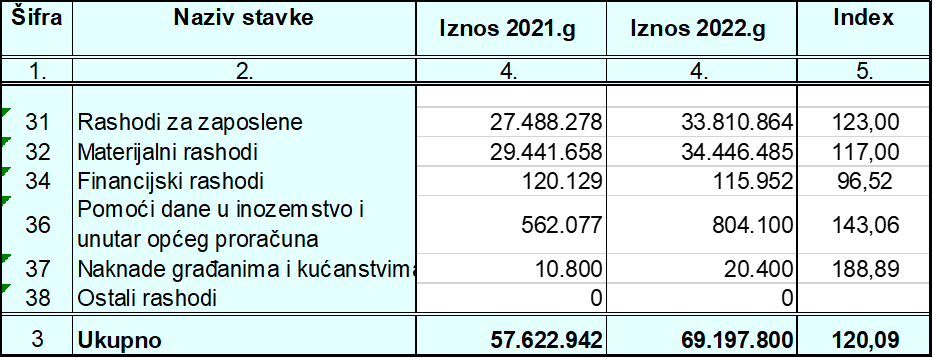 Šifra Naziv stavke Iznos 2021.g Iznos 2022.g Index
1. 2. 4. 4. 5.
31 Rashodi za zaposlene 27.488.278 33.810.864 123,00
32 Materijalni rashodi 29.441.658 34.446.485 117,00
34 Financijski rashodi 120.129 115.952 96,52
36 Pomoći dane u inozemstvo i
unutar općeg proračuna 562.077 804.100 143,06
37 Naknade građanima i kućanstvima 10.800 20.400 188,89
38 Ostali rashodi 0 0
3 Ukupno 57.622.942 69.197.800 120,09